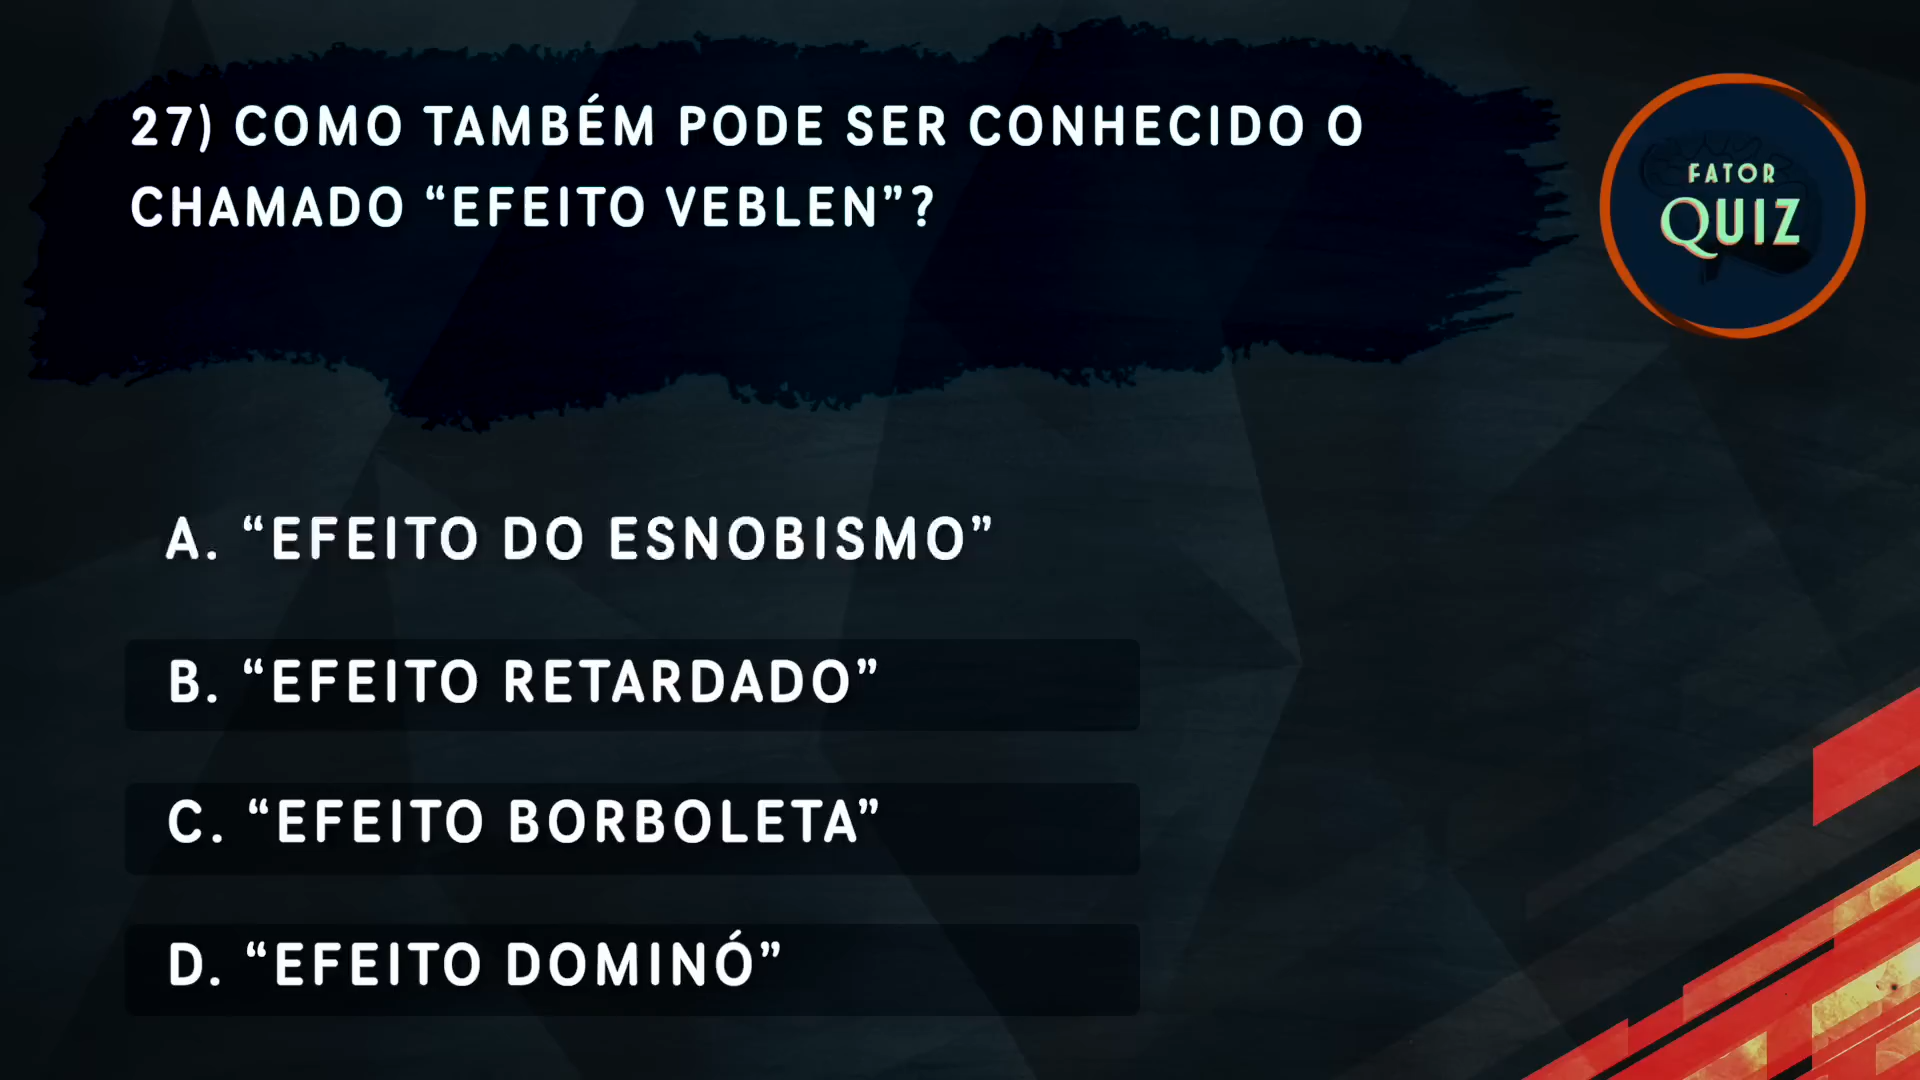 27) COMO TAMBÉM PODE SER CONHECIDO O
CHAMADO “EFEITO VEBLEN”?
FATOR
QUIZ
A. “EFEITO DO ESNOBISMO”
B. “EFEITO RETARDADO”
C. “EFEITO BORBOLETA”
D. “EFEITO DOMINÓ”